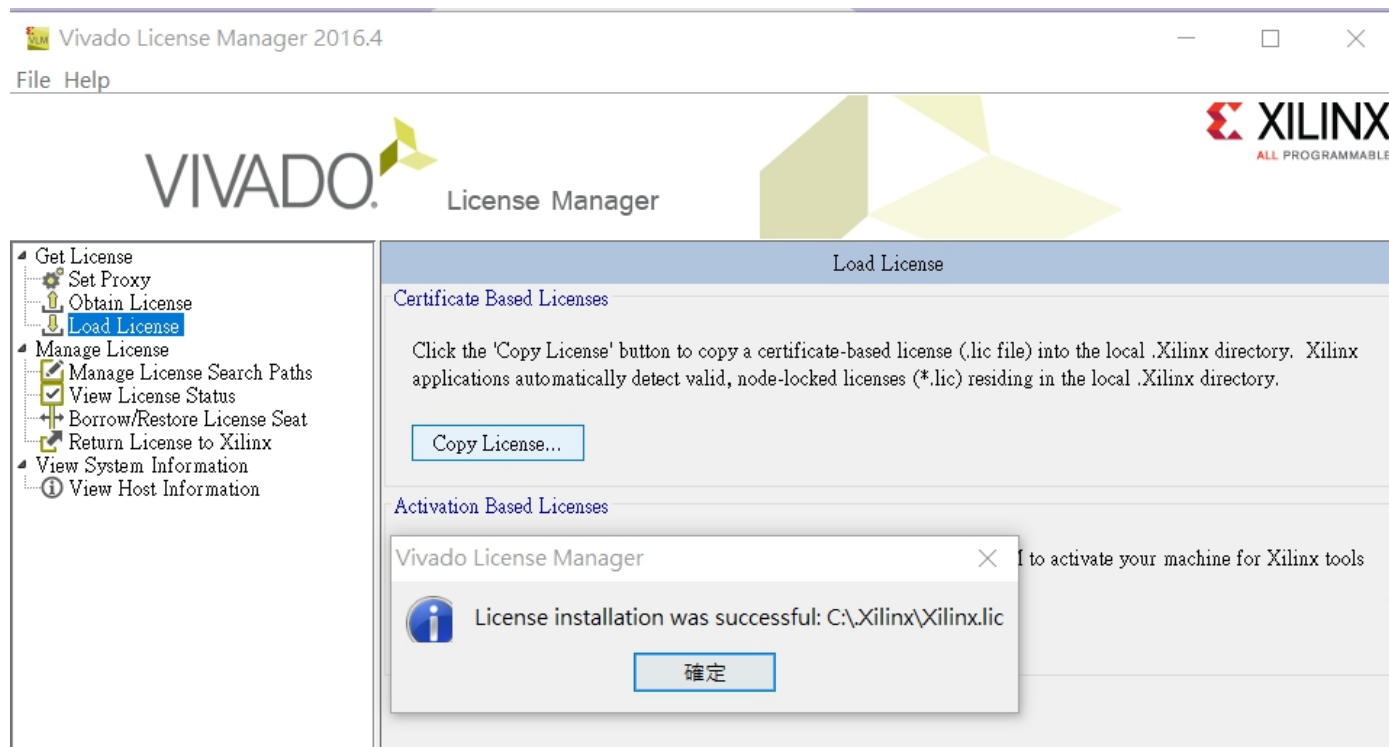 VLM Vivado License Manager 2016.4
File Help
VIVADO. License Manager
XILINX
ALL PROGRAMMABLE
Get License
Set Proxy
Obtain License
Load License
Manage License
Manage License Search Paths
View License Status
Borrow/Restore License Seat
Return License to Xilinx
View System Information
View Host Information
Load License
Certificate Based Licenses
Click the 'Copy License' button to copy a certificate-based license (.lic file) into the local .Xilinx directory. Xilinx
applications automatically detect valid, node-locked licenses (*.lic) residing in the local .Xilinx directory.
Copy License...
Activation Based Licenses
to activate your machine for Xilinx tools
Vivado License Manager
License installation was successful: C:\.Xilinx\Xilinx.lic
確定